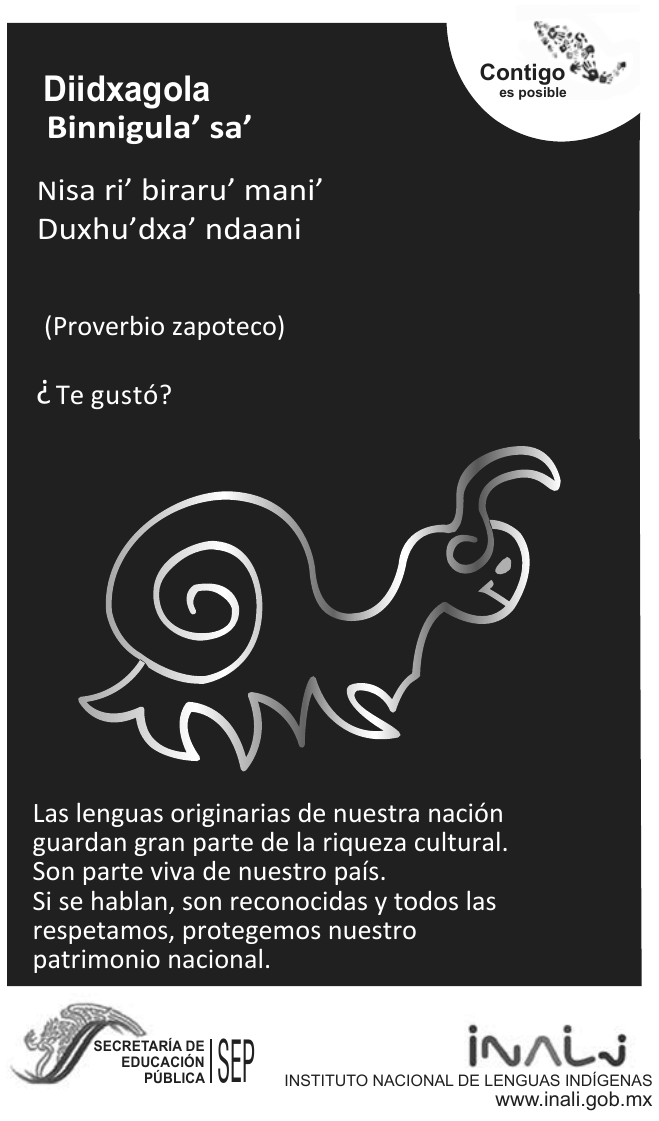 Contigo
es posible
Diidxagola
Binnigula’ sa’
Nisa ri’ biraru’ mani’
Duxhu’dxa’ ndaani
(Proverbio zapoteco)
¿Te gustó?
Las lenguas originarias de nuestra nación
guardan gran parte de la riqueza cultural.
Son parte viva de nuestro país.
Si se hablan, son reconocidas y todos las
respetamos, protegemos nuestro
patrimonio nacional.
SECRETARÍA DE
EDUCACIÓN
PÚBLICA
SEP
INALI
INSTITUTO NACIONAL DE LENGUAS INDÍGENAS
www.inali.gob.mx